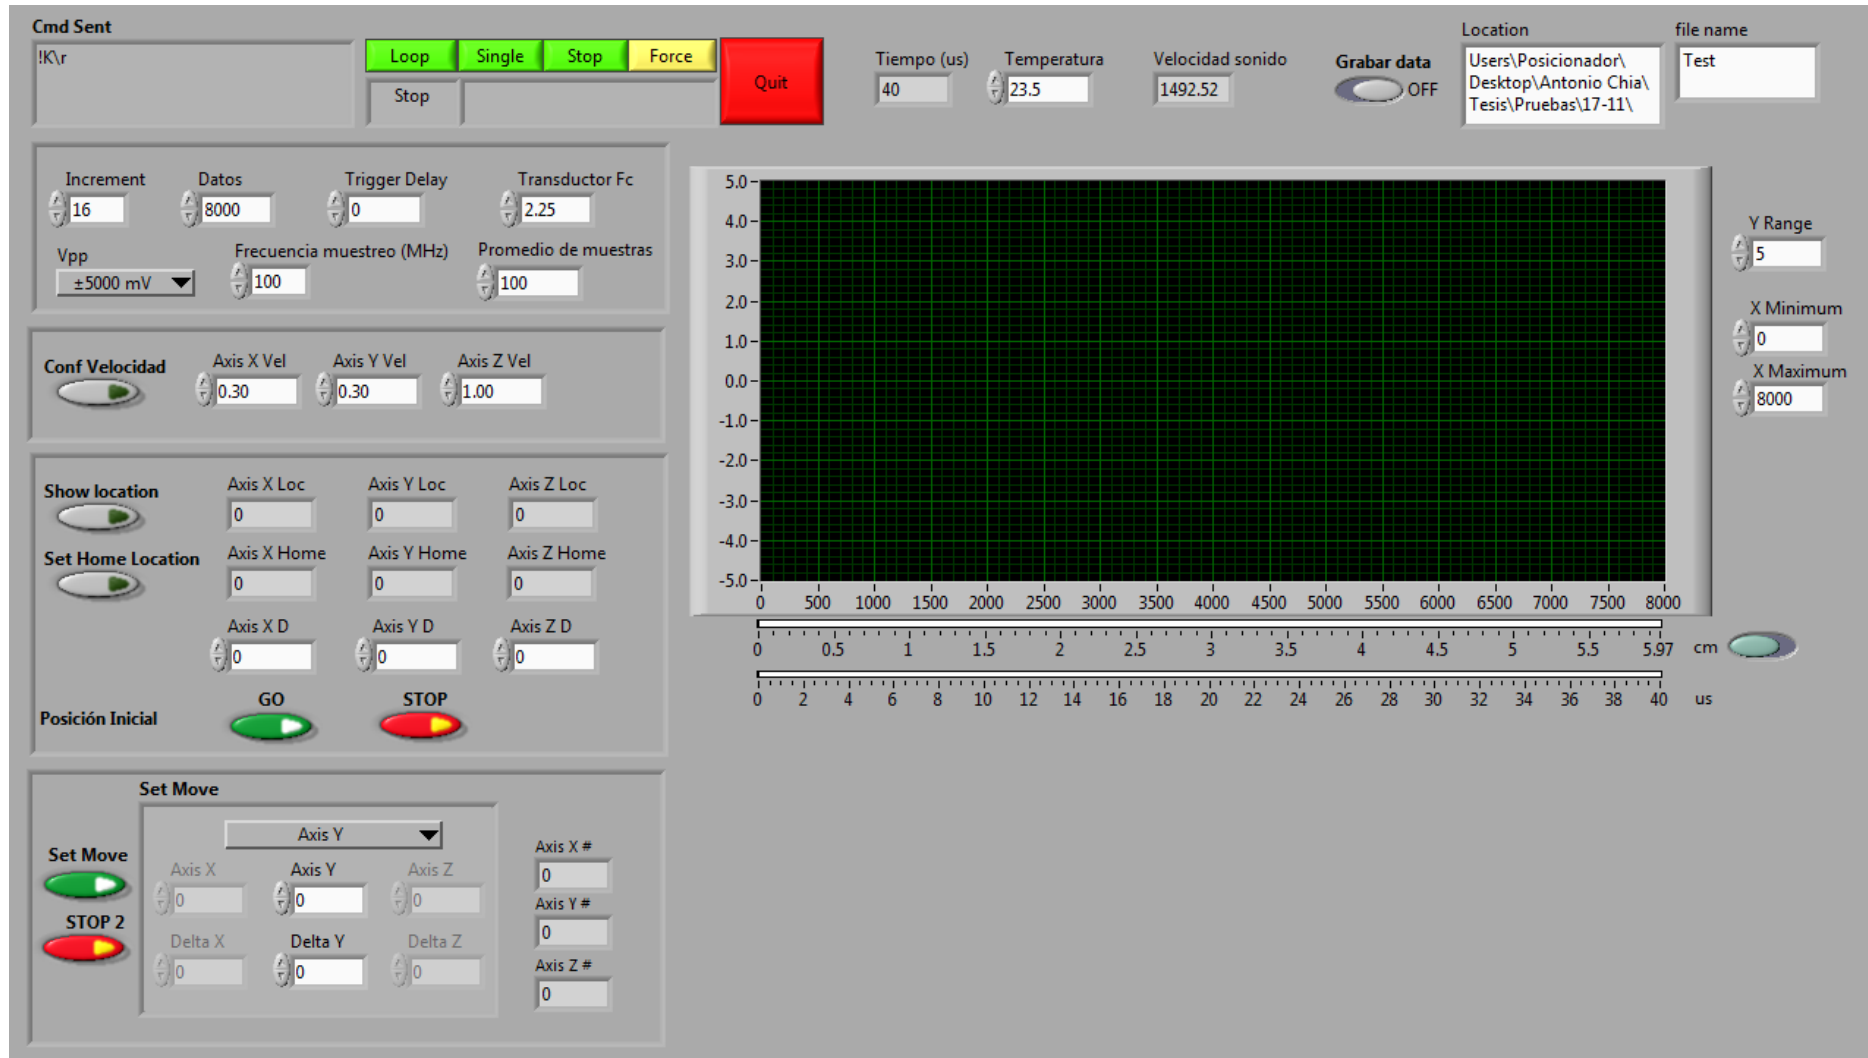 Cmd Sent
!K\r
Loop Single Stop Force
Stop
Quit
Tiempo (us)
40
Temperatura
23.5
Velocidad sonido
1492.52
Grabar data
OFF
Location
Users\Posicionador\
Desktop\Antonio Chia\
Tesis\Pruebas\17-11\
file name
Test
Increment Datos Trigger Delay Transductor Fc
16 8000 0 2.25
Vpp Frecuencia muestreo (MHz) Promedio de muestras
±5000 mV 100 100
Conf Velocidad
Axis X Vel Axis Y Vel Axis Z Vel
0.30 0.30 1.00
Show location
Axis X Loc Axis Y Loc Axis Z Loc
0 0 0
Set Home Location
Axis X Home Axis Y Home Axis Z Home
0 0 0
Axis X D Axis Y D Axis Z D
0 0 0
Posición Inicial
GO STOP
Set Move
Axis Y
Set Move
STOP 2
Axis X Axis Y Axis Z
0 0 0
Delta X Delta Y Delta Z
0 0 0
Axis X #
0
Axis Y #
0
Axis Z #
0
5.0
4.0
3.0
2.0
1.0
0.0
-1.0
-2.0
-3.0
-4.0
-5.0
0 500 1000 1500 2000 2500 3000 3500 4000 4500 5000 5500 6000 6500 7000 7500 8000
0 0.5 1 1.5 2 2.5 3 3.5 4 4.5 5 5.5 5.97 cm
0 2 4 6 8 10 12 14 16 18 20 22 24 26 28 30 32 34 36 38 40 us
Y Range
5
X Minimum
0
X Maximum
8000